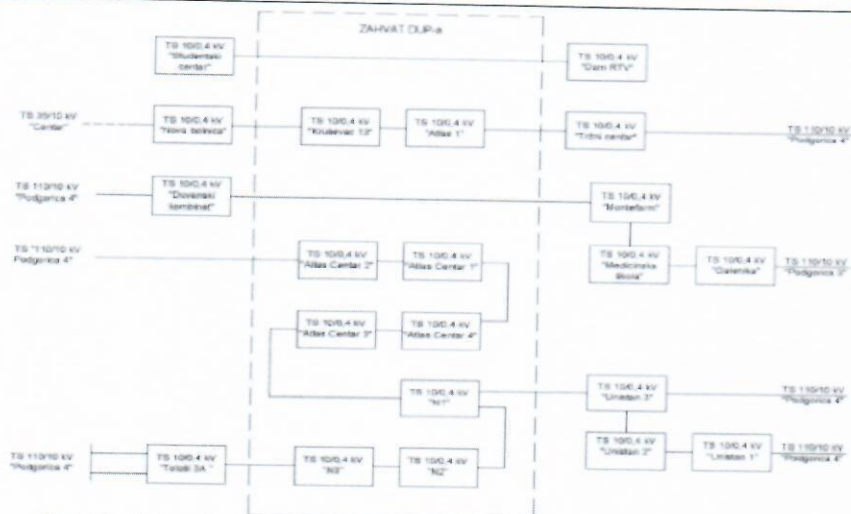 ZAHVAT DUP-a
TS 10/0,4 kV
"Studentski
centar"
TS 10/0,4 kV
"Dom RTV"
TS 35/10 kV
"Centar"
TS 10/0,4 kV
"Nova bolnica"
TS 10/0,4 kV
"Kruševac 13"
TS 10/0,4 kV
"Atlas 1"
TS 10/0,4 kV
"Tržni centar"
TS 110/10 kV
"Podgorica 4"
TS 110/10 kV
"Podgorica 4"
TS 10/0,4 kV
"Duvanski
kombinat"
TS 10/0,4 kV
"Montefarm"
TS "110/10 kV
Podgorica 4"
TS 10/0,4 kV
"Atlas Centar 2"
TS 10/0,4 kV
"Atlas Centar 1"
TS 10/0,4 kV
"Medicinska
škola"
TS 10/0,4 kV
"Galenika"
TS 110/10 kV
"Podgorica 3"
TS 10/0,4 kV
"Atlas Centar 3"
TS 10/0,4 kV
"Atlas Centar 4"
TS 10/0,4 kV
"N1"
TS 10/0,4 kV
"Unistan 3"
TS 110/10 kV
"Podgorica 4"
TS 110/10 kV
"Podgorica 4"
TS 10/0,4 kV
"Tološi 3A "
TS 10/0,4 kV
"N3"
TS 10/0,4 kV
"N2"
TS 10/0,4 kV
"Unistan 2"
TS 10/0,4 kV
"Unistan 1"
TS 110/10 kV
"Podgorica 4"